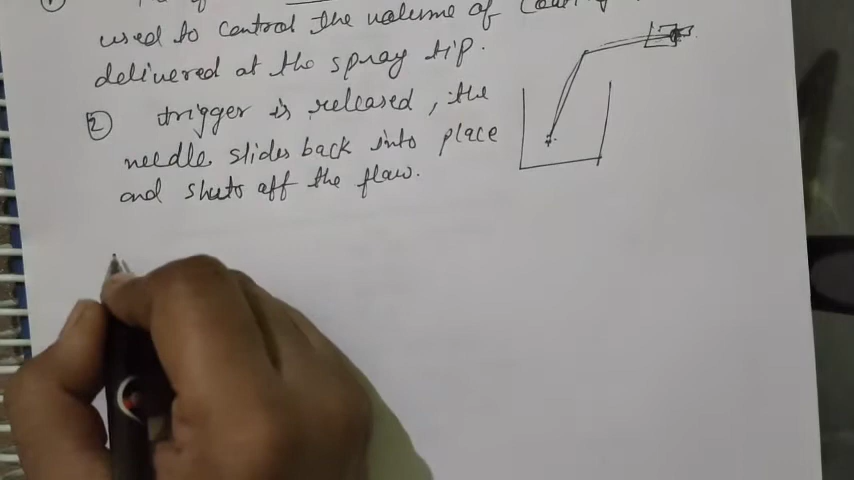 ①
used to control the volume of
delivered at the spray tip.
② trigger is released, the
needle slides back into place
and shuts off the flow.